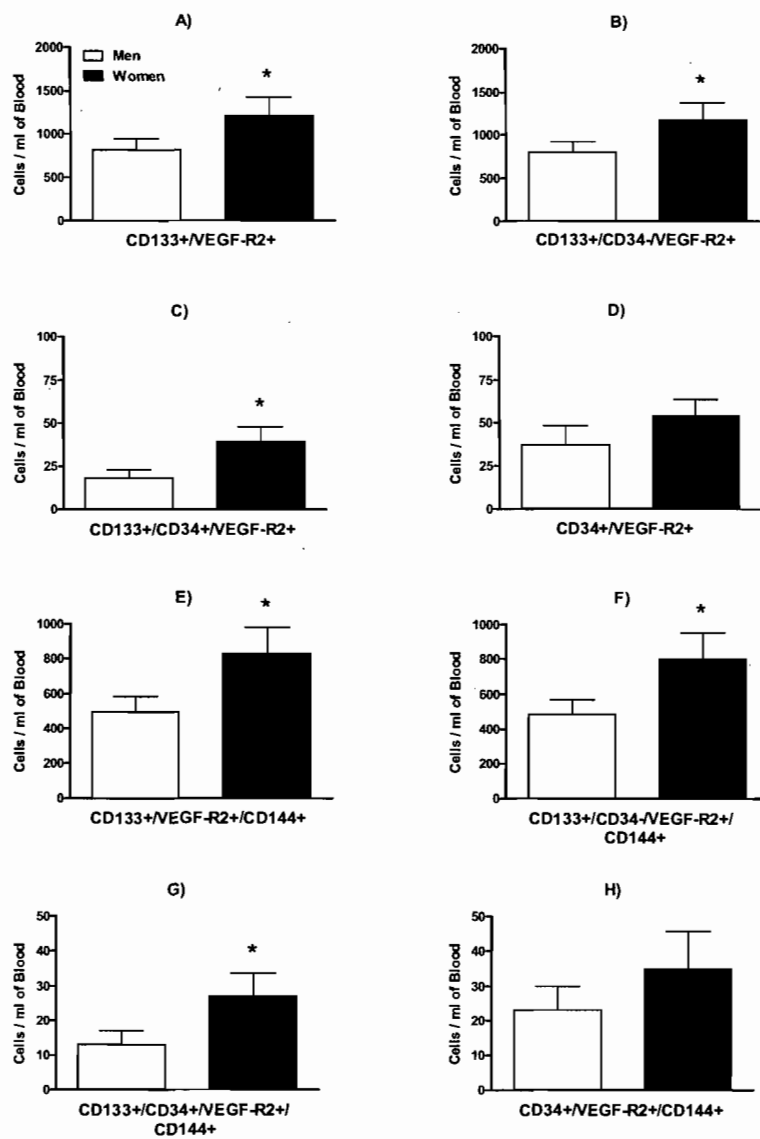 A)
Cells / ml of Blood
2000
1500
1000
500
0
Men
Women
*
CD133+/VEGF-R2+
B)
Cells / ml of Blood
2000
1500
1000
500
0
*
CD133+/CD34-/VEGF-R2+
C)
Cells / ml of Blood
100
75
50
25
0
*
CD133+/CD34+/VEGF-R2+
D)
Cells / ml of Blood
100
75
50
25
0
CD34+/VEGF-R2+
E)
Cells / ml of Blood
1000
800
600
400
200
0
*
CD133+/VEGF-R2+/CD144+
F)
Cells / ml of Blood
1000
800
600
400
200
0
*
CD133+/CD34-/VEGF-R2+/
CD144+
G)
Cells / ml of Blood
50
40
30
20
10
0
*
CD133+/CD34+/VEGF-R2+/
CD144+
H)
Cells / ml of Blood
50
40
30
20
10
0
CD34+/VEGF-R2+/CD144+